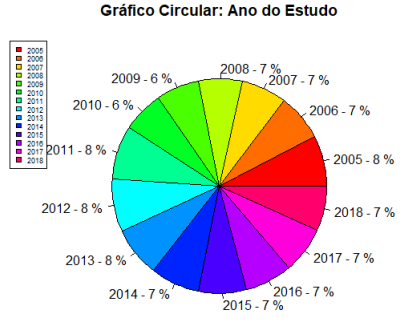 Gráfico Circular: Ano do Estudo
2005
2006
2007
2008
2009
2010
2011
2012
2013
2014
2015
2016
2017
2018
2008 - 7 %
2009 - 6 %
2007 - 7 %
2010 - 6 %
2006 - 7 %
2011 - 8 %
2005 - 8 %
2012 - 8 %
2018 - 7 %
2013 - 8 %
2017 - 7 %
2014 - 7 %
2016 - 7 %
2015 - 7 %